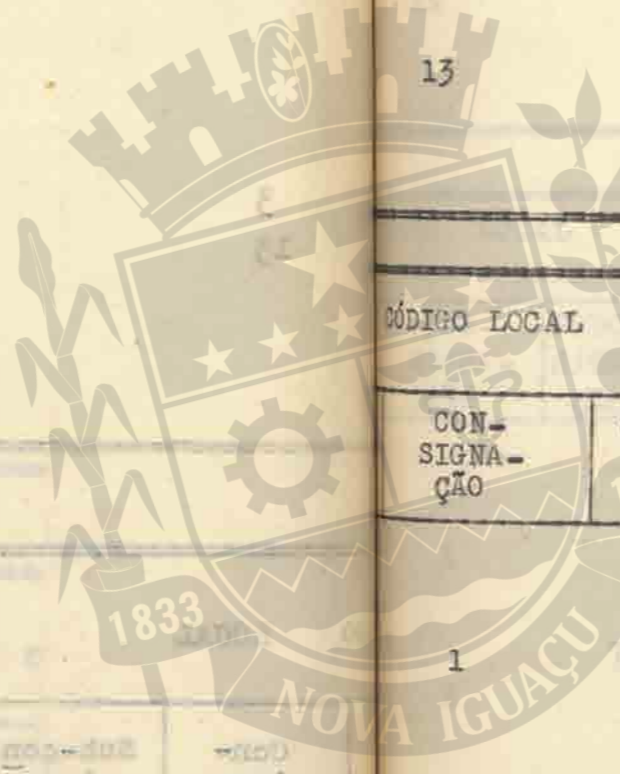 13
CÓDIGO LOCAL
CON-
SIGNA-
ÇÃO
1
1833
NOVA IGUAÇU